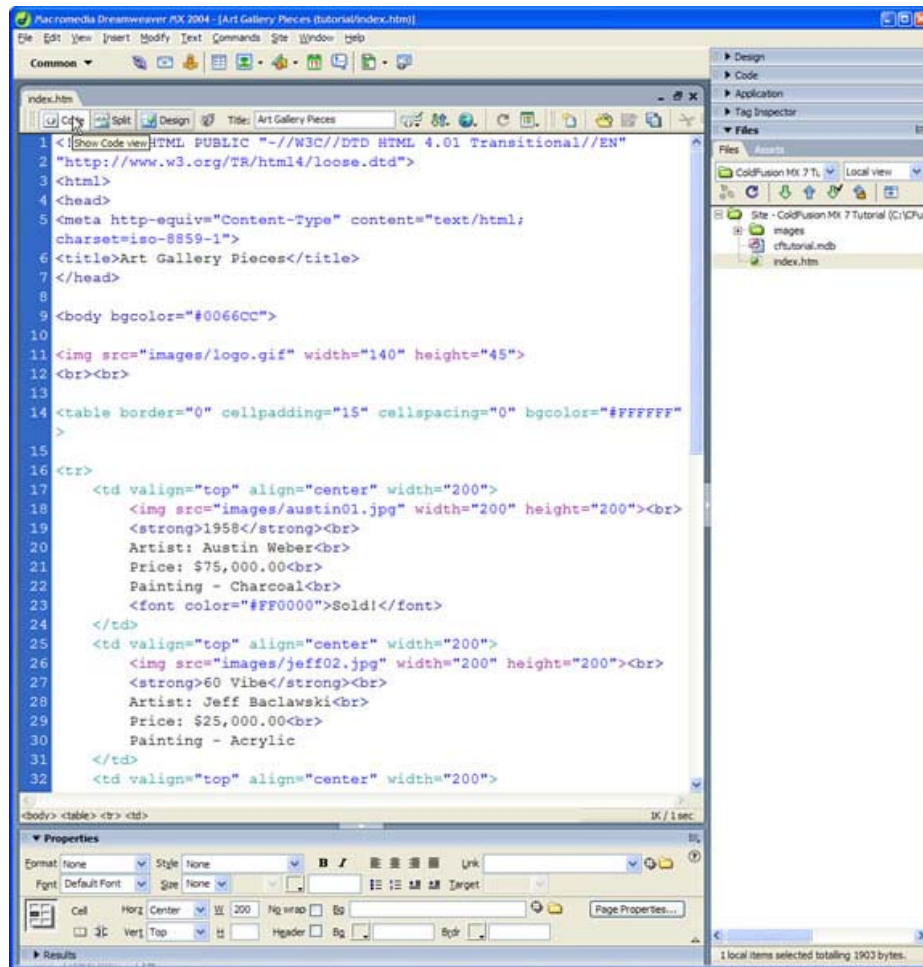 Macromedia Dreamweaver MX 2004 - [Art Gallery Pieces (tutorial/index.htm)]
File Edit View Insert Modify Text Commands Site Window Help
Common
index.htm
Code Split Design Title: Art Gallery Pieces
Show Code view
1 <! HTML PUBLIC "-//W3C//DTD HTML 4.01 Transitional//EN"
2 "http://www.w3.org/TR/html4/loose.dtd">
3 <html>
4 <head>
5 <meta http-equiv="Content-Type" content="text/html;
charset=iso-8859-1">
6 <title>Art Gallery Pieces</title>
7 </head>
8
9 <body bgcolor="#0066CC">
10
11 <img src="images/logo.gif" width="140" height="45">
12 <br><br>
13
14 <table border="0" cellpadding="15" cellspacing="0" bgcolor="#FFFFFF"
>
15
16 <tr>
17 <td valign="top" align="center" width="200">
18 <img src="images/austin01.jpg" width="200" height="200"><br>
19 <strong>1958</strong><br>
20 Artist: Austin Weber<br>
21 Price: $75,000.00<br>
22 Painting - Charcoal<br>
23 <font color="#FF0000">Sold!</font>
24 </td>
25 <td valign="top" align="center" width="200">
26 <img src="images/jeff02.jpg" width="200" height="200"><br>
27 <strong>60 Vibe</strong><br>
28 Artist: Jeff Baclawski<br>
29 Price: $25,000.00<br>
30 Painting - Acrylic
31 </td>
32 <td valign="top" align="center" width="200">
<body> <table> <tr> <td>
1K / 1 sec
Properties
Format None Style None B I Link
Font Default Font Size None Target
Cell Horz Center W 200 No wrap Bg Page Properties...
Vert Top H Header Bg Brdr
Results
Design
Code
Application
Tag Inspector
Files
Files Assets
ColdFusion MX 7 Tu Local view
Site - ColdFusion MX 7 Tutorial (C:\CFu
images
cftutorial.mdb
index.htm
1 local items selected totalling 1903 bytes.